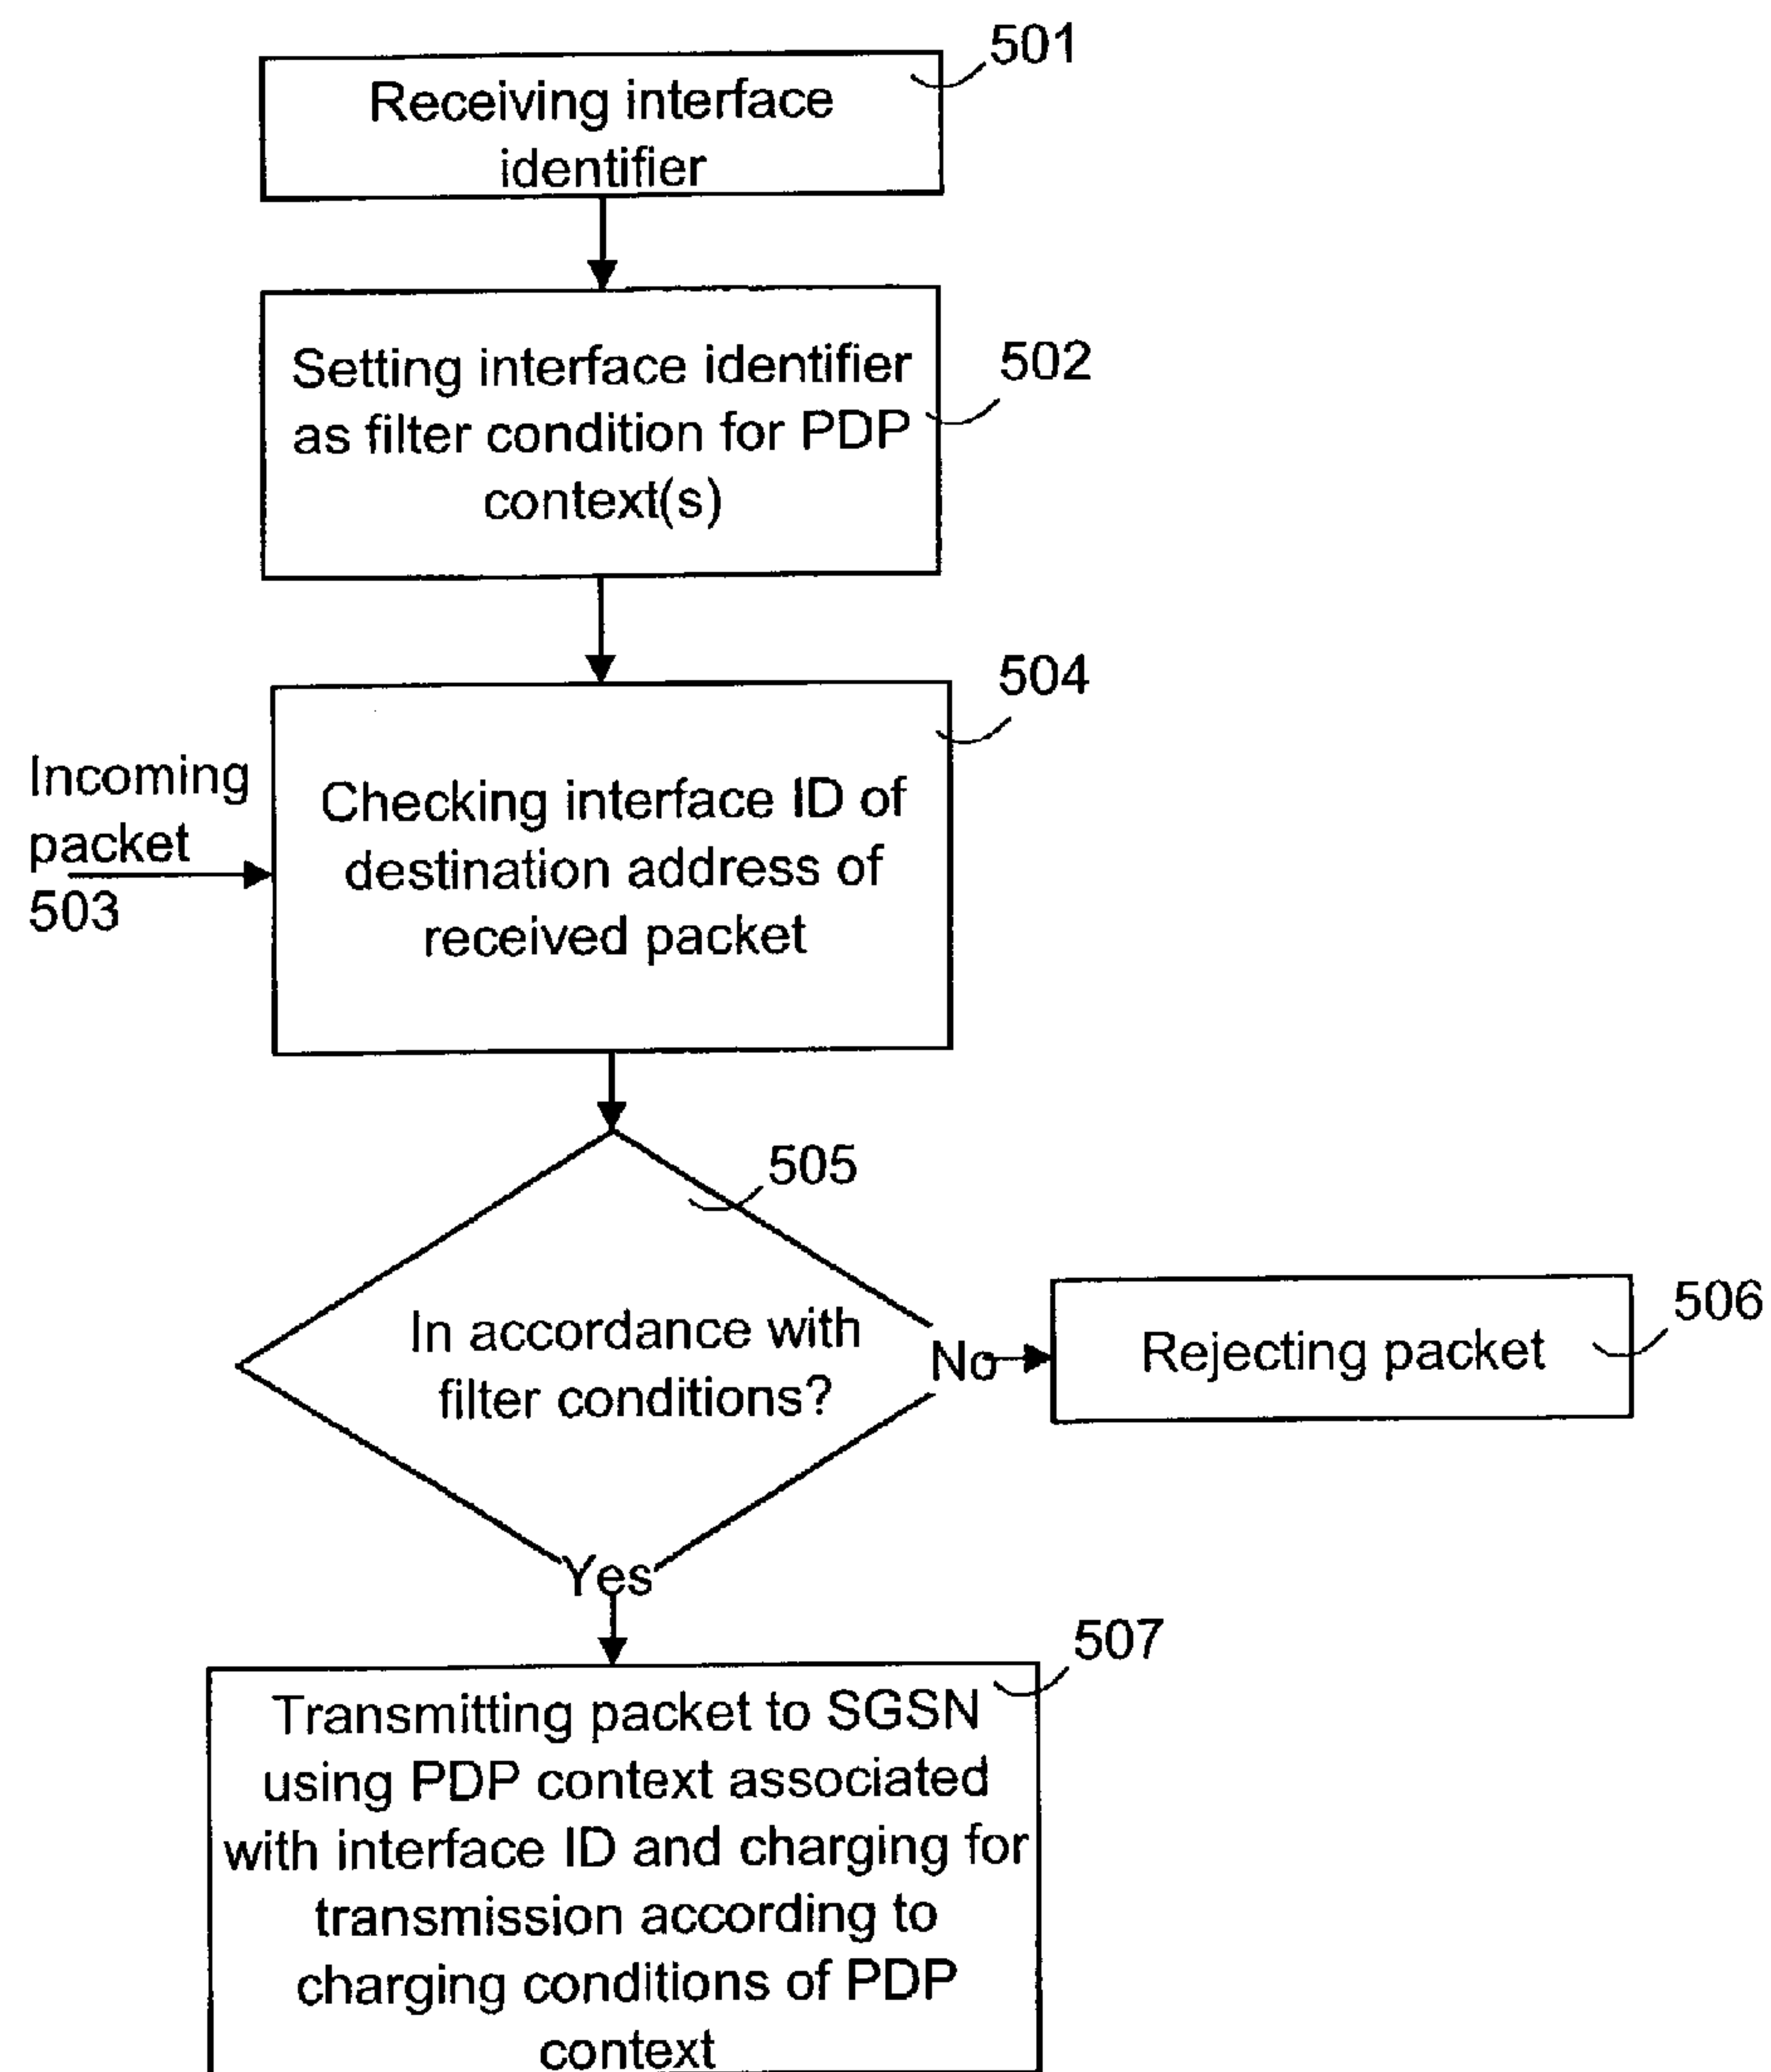 501
Receiving interface
identifier
502
Setting interface identifier
as filter condition for PDP
context(s)
504
Incoming
packet
503
Checking interface ID of
destination address of
received packet
505
In accordance with
filter conditions?
No
506
Rejecting packet
Yes
507
Transmitting packet to SGSN
using PDP context associated
with interface ID and charging for
transmission according to
charging conditions of PDP
context